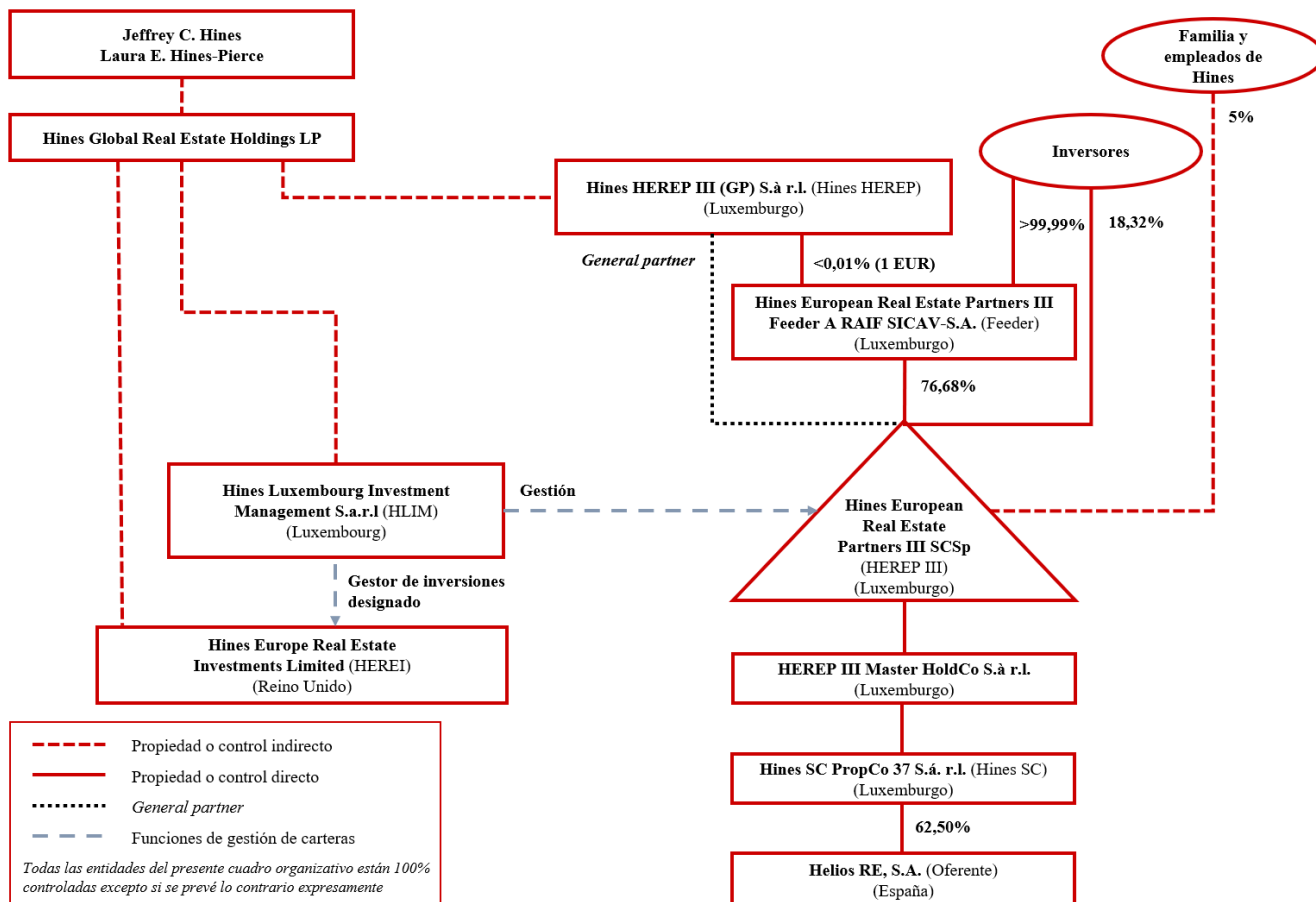 Jeffrey C. Hines
Laura E. Hines-Pierce
Familia y
empleados de
Hines
5%
Hines Global Real Estate Holdings LP
Inversores
Hines HEREP III (GP) S.à r.l. (Hines HEREP)
(Luxemburgo)
>99,99%
18,32%
General partner
<0,01% (1 EUR)
Hines European Real Estate Partners III
Feeder A RAIF SICAV-S.A. (Feeder)
(Luxemburgo)
76,68%
Hines Luxembourg Investment
Management S.a.r.l (HLIM)
(Luxembourg)
Gestión
Hines European
Real Estate
Partners III SCSp
(HEREP III)
(Luxemburgo)
Gestor de inversiones
designado
Hines Europe Real Estate
Investments Limited (HEREI)
(Reino Unido)
HEREP III Master HoldCo S.à r.l.
(Luxemburgo)
Hines SC PropCo 37 S.á. r.l. (Hines SC)
(Luxemburgo)
62,50%
Helios RE, S.A. (Oferente)
(España)
Propiedad o control indirecto
Propiedad o control directo
General partner
Funciones de gestión de carteras
Todas las entidades del presente cuadro organizativo están 100%
controladas excepto si se prevé lo contrario expresamente